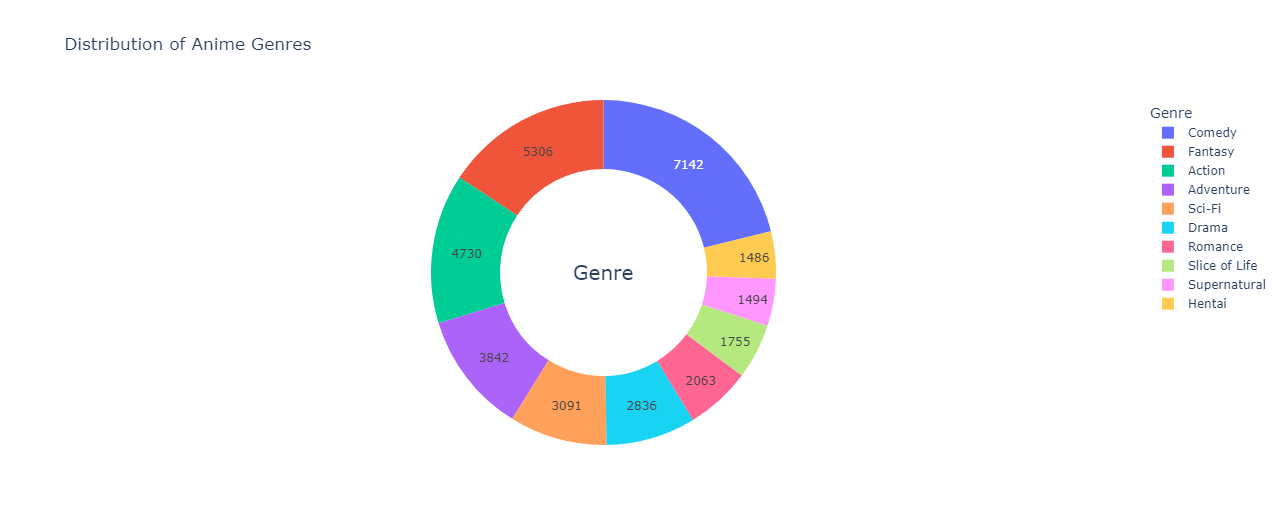 Distribution of Anime Genres
5306
7142
4730
Genre
1486
1494
3842
1755
2063
3091
2836
Genre
Comedy
Fantasy
Action
Adventure
Sci-Fi
Drama
Romance
Slice of Life
Supernatural
Hentai